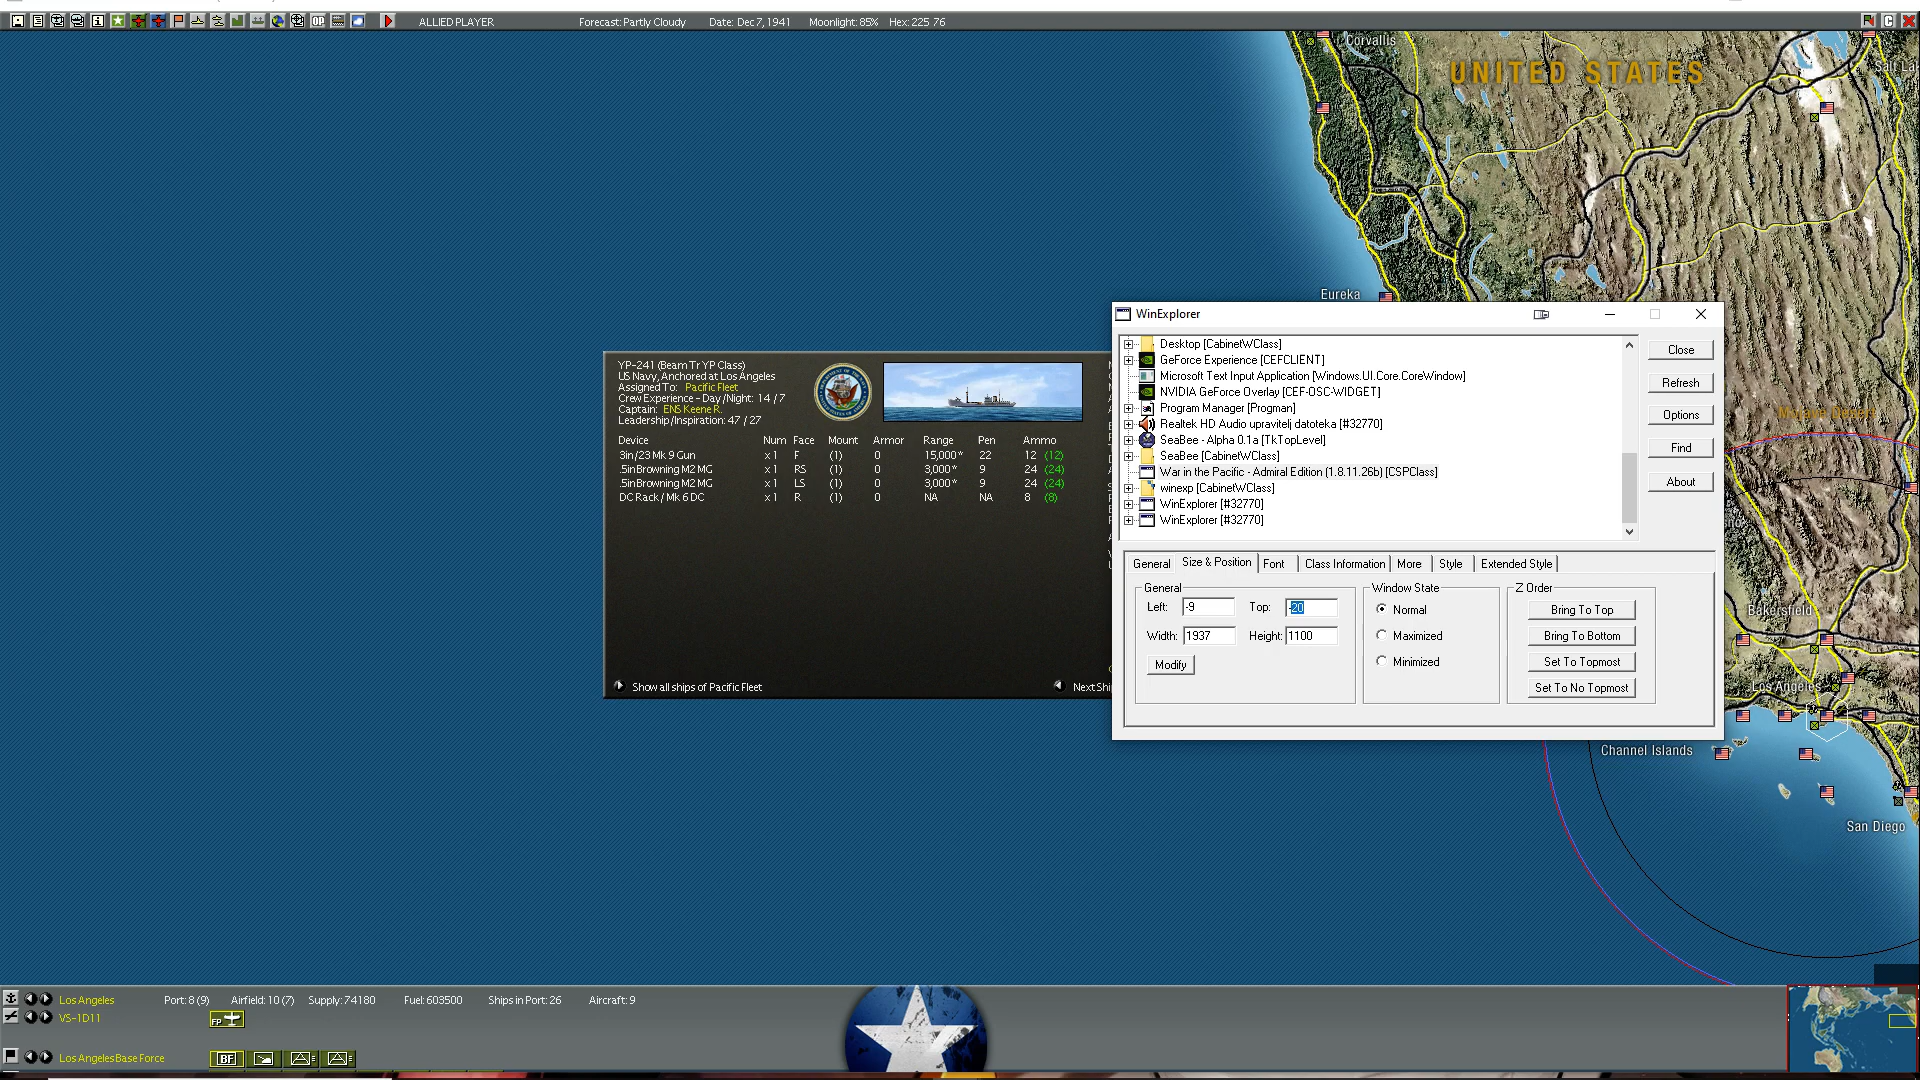 ALLIED PLAYER Forecast: Partly Cloudy Date: Dec 7, 1941 Moonlight: 85% Hex: 225 76
OP
C
Corvallis
UNITED STATES
Salt La
Eureka
Bakersfield
Los Angeles
Channel Islands
San Diego
YP-241 (Beam Tr YP Class)
US Navy, Anchored at Los Angeles
Assigned To: Pacific Fleet
Crew Experience - Day/Night: 14 / 7
Captain: ENS Keene R.
Leadership/Inspiration: 47 / 27
Device Num Face Mount Armor Range Pen Ammo
3in/23 Mk 9 Gun x 1 F (1) 0 15,000* 22 12 (12)
.5in Browning M2 MG x 1 RS (1) 0 3,000* 9 24 (24)
.5in Browning M2 MG x 1 LS (1) 0 3,000* 9 24 (24)
DC Rack / Mk 6 DC x 1 R (1) 0 NA NA 8 (8)
Show all ships of Pacific Fleet
Next Shi
WinExplorer
Desktop [CabinetWClass]
GeForce Experience [CEFCLIENT]
Microsoft Text Input Application [Windows.UI.Core.CoreWindow]
NVIDIA GeForce Overlay [CEF-OSC-WIDGET]
Program Manager [Progman]
Realtek HD Audio upravitelj datoteka [#32770]
SeaBee - Alpha 0.1a [TkTopLevel]
SeaBee [CabinetWClass]
War in the Pacific - Admiral Edition (1.8.11.26b) [CSPClass]
winexp [CabinetWClass]
WinExplorer [#32770]
WinExplorer [#32770]
Close
Refresh
Options
Find
About
General Size & Position Font Class Information More Style Extended Style
General
Left: -9 Top: -20
Width: 1937 Height: 1100
Modify
Window State
Normal
Maximized
Minimized
Z Order
Bring To Top
Bring To Bottom
Set To Topmost
Set To No Topmost
Los Angeles Port: 8 (9) Airfield: 10 (7) Supply: 74180 Fuel: 603500 Ships in Port: 26 Aircraft: 9
VS-1D11 FP
Los Angeles Base Force BF